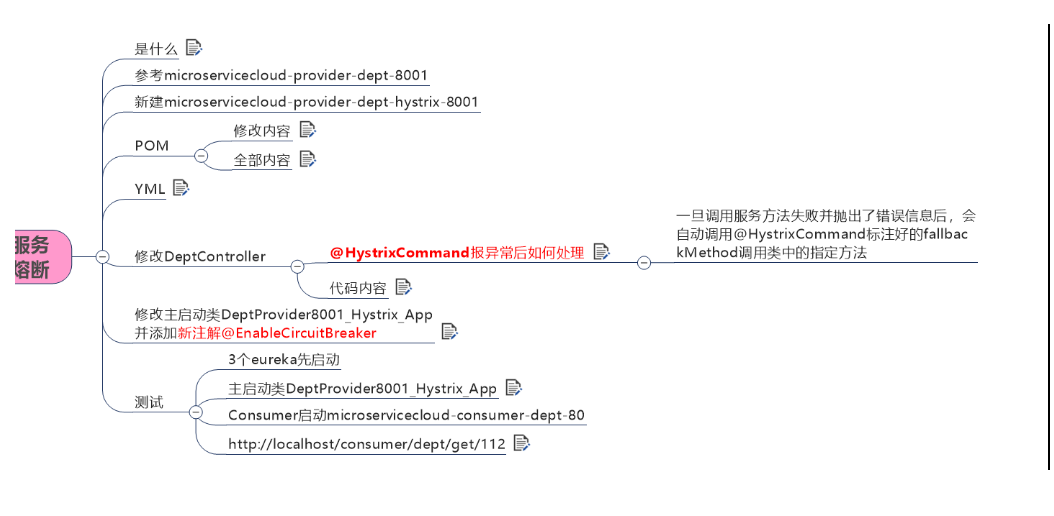 服务
熔断
是什么
参考microservicecloud-provider-dept-8001
新建microservicecloud-provider-dept-hystrix-8001
POM
修改内容
全部内容
YML
修改DeptController
@HystrixCommand报异常后如何处理
一旦调用服务方法失败并抛出了错误信息后，会
自动调用@HystrixCommand标注好的fallbac
kMethod调用类中的指定方法
代码内容
修改主启动类DeptProvider8001_Hystrix_App
并添加新注解@EnableCircuitBreaker
测试
3个eureka先启动
主启动类DeptProvider8001_Hystrix_App
Consumer启动microservicecloud-consumer-dept-80
http://localhost/consumer/dept/get/112